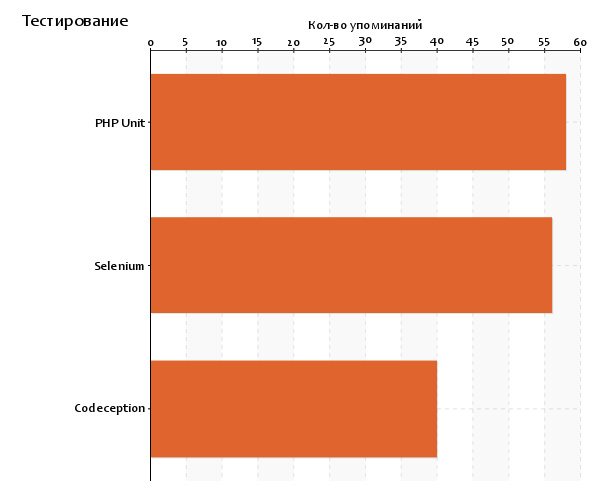 Тестирование
Кол-во упоминаний
0 5 10 15 20 25 30 35 40 45 50 55 60
PHP Unit
Selenium
Codeception